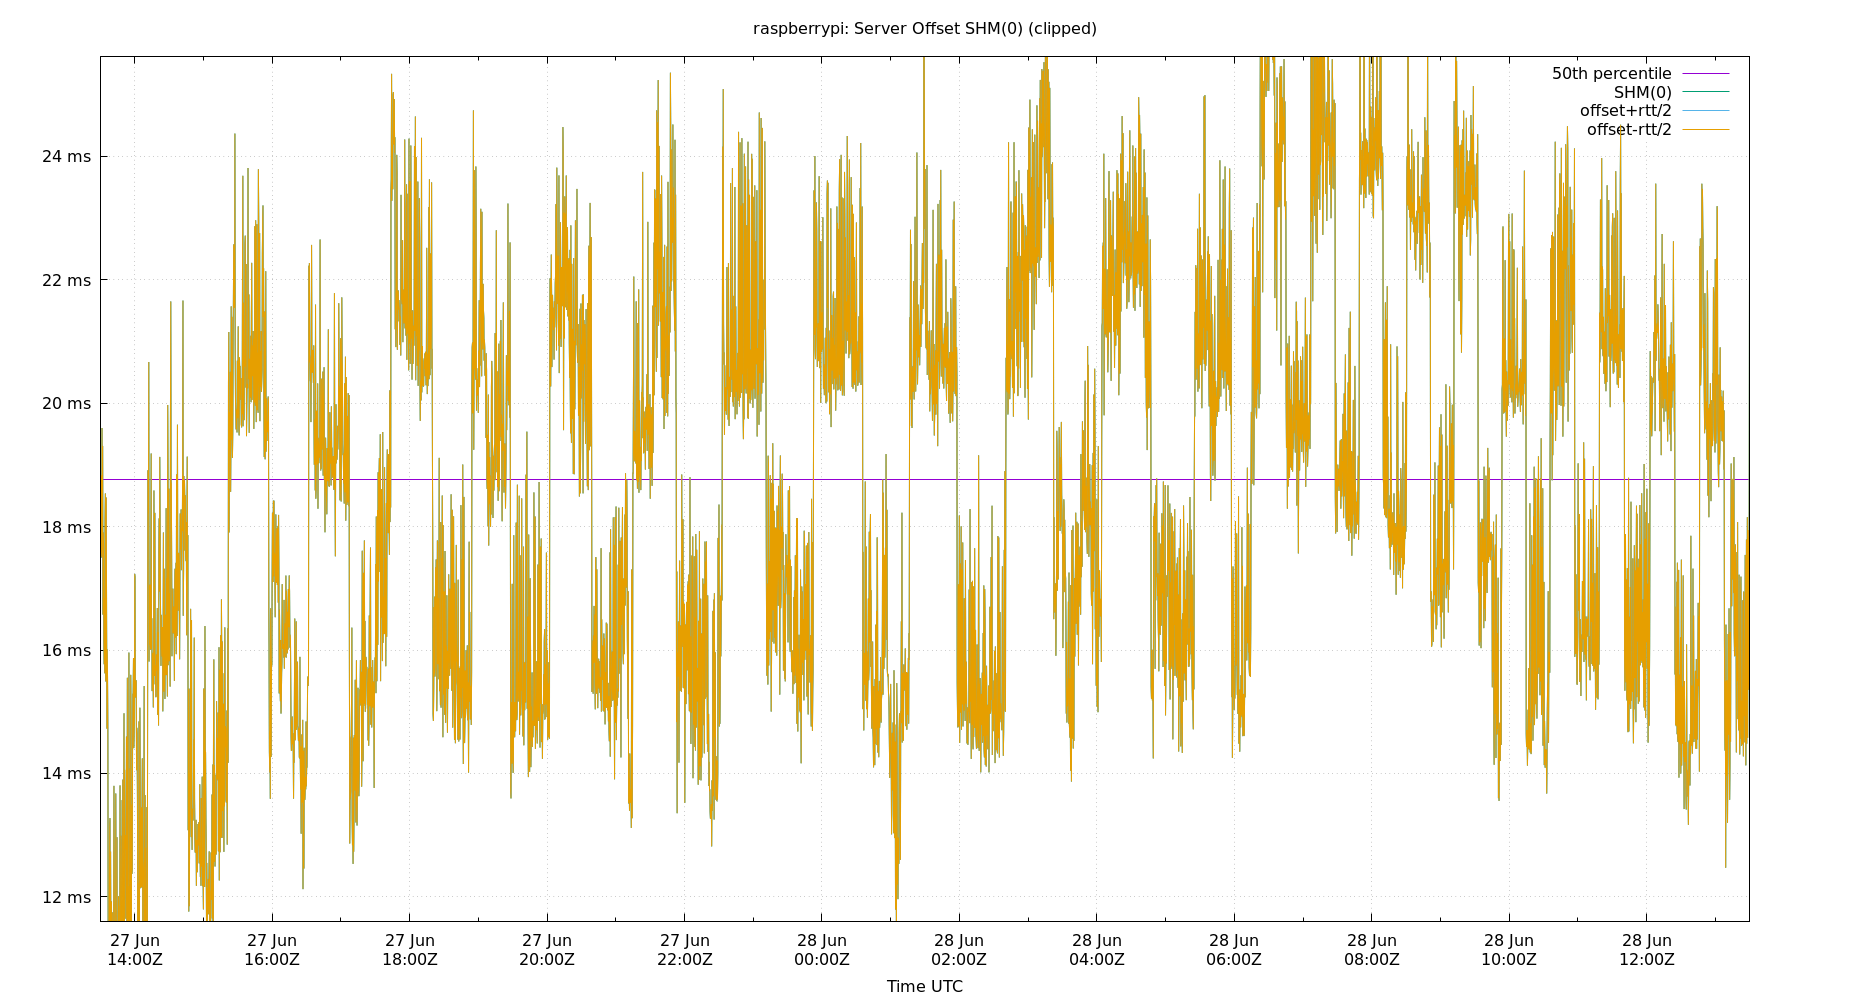 raspberrypi: Server Offset SHM(0) (clipped)
50th percentile
SHM(0)
offset+rtt/2
offset-rtt/2
24 ms
22 ms
20 ms
18 ms
16 ms
14 ms
12 ms
27 Jun 27 Jun 27 Jun 27 Jun 27 Jun 28 Jun 28 Jun 28 Jun 28 Jun 28 Jun 28 Jun 28 Jun
14:00Z 16:00Z 18:00Z 20:00Z 22:00Z 00:00Z 02:00Z 04:00Z 06:00Z 08:00Z 10:00Z 12:00Z
Time UTC